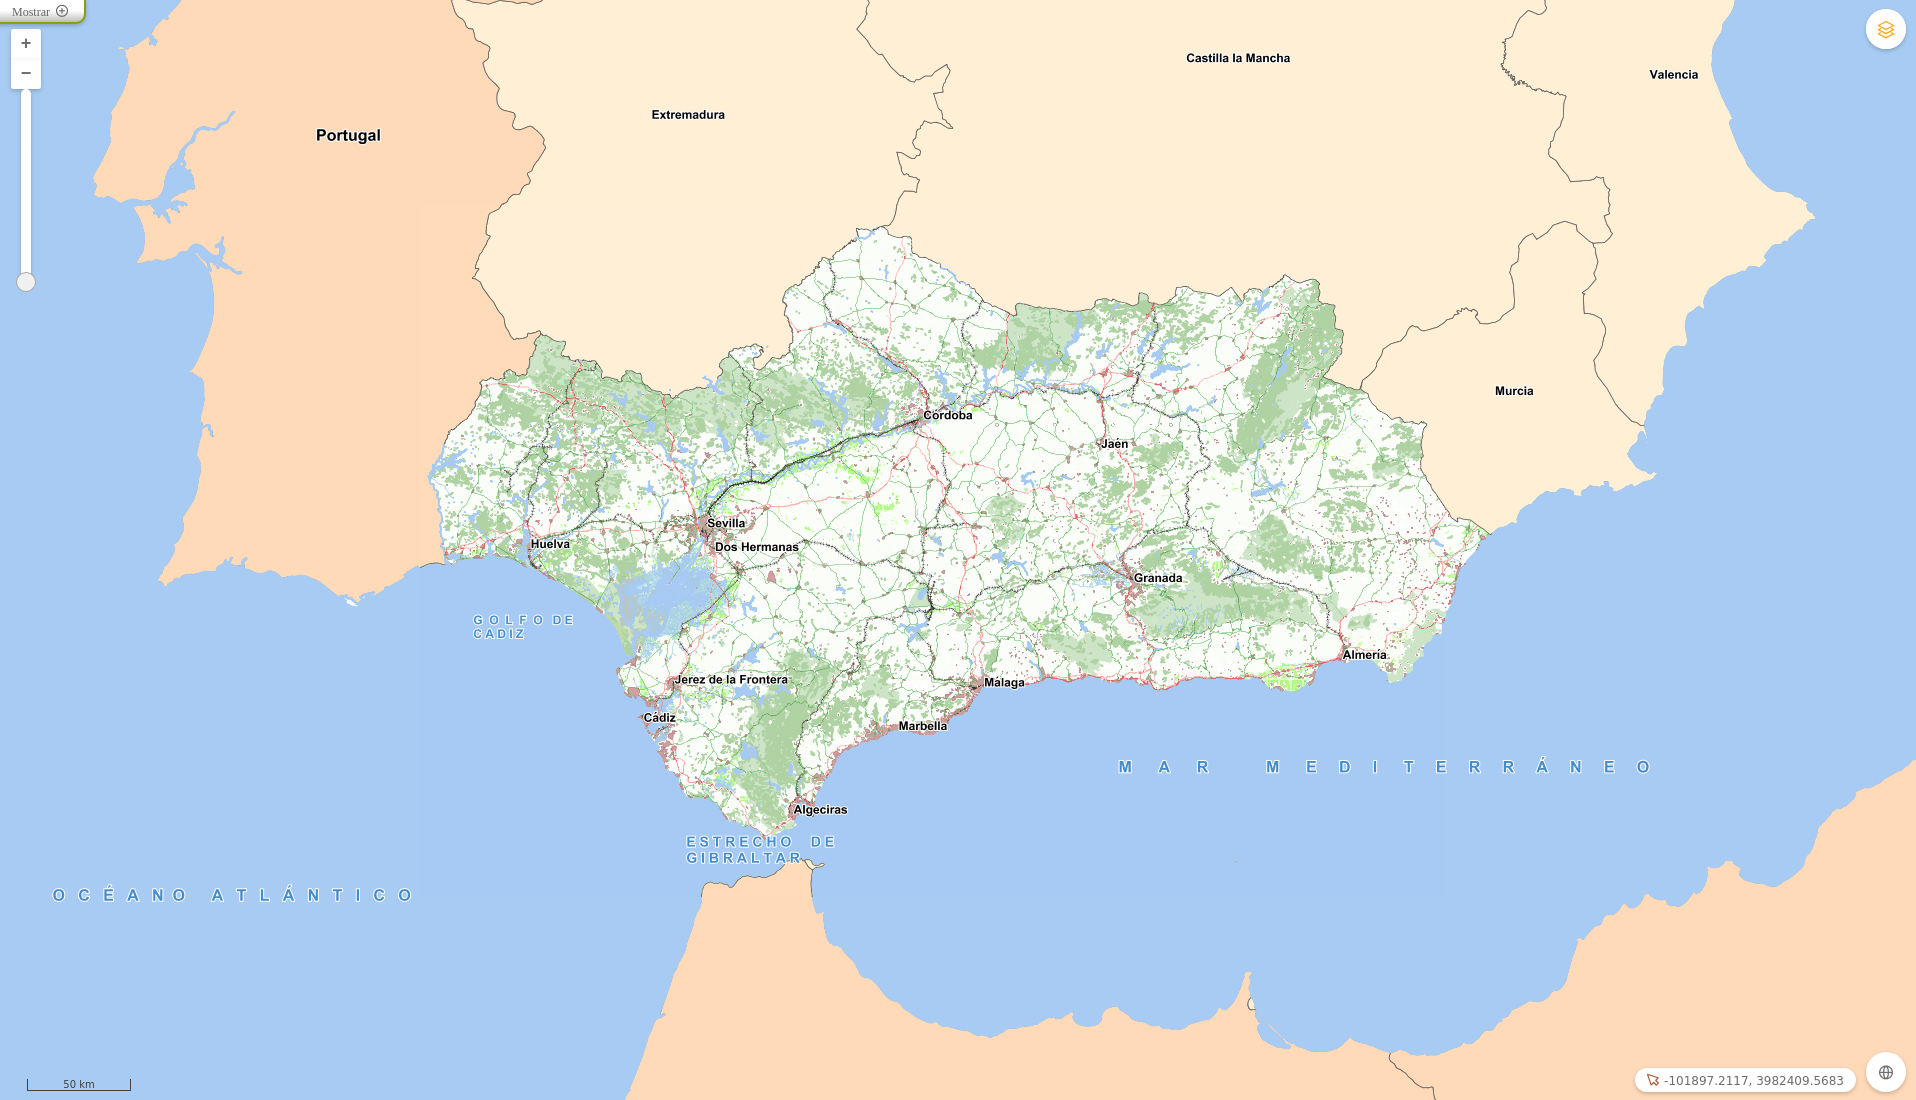 Mostrar
+
−
Castilla la Mancha
Valencia
Extremadura
Portugal
Murcia
Córdoba
Jaén
Sevilla
Huelva
Dos Hermanas
Granada
GOLFO DE
CADIZ
Almería
Jerez de la Frontera
Málaga
Cádiz
Marbella
MAR MEDITERRÁNEO
Algeciras
ESTRECHO DE
GIBRALTAR
OCÉANO ATLÁNTICO
50 km
-101897.2117, 3982409.5683